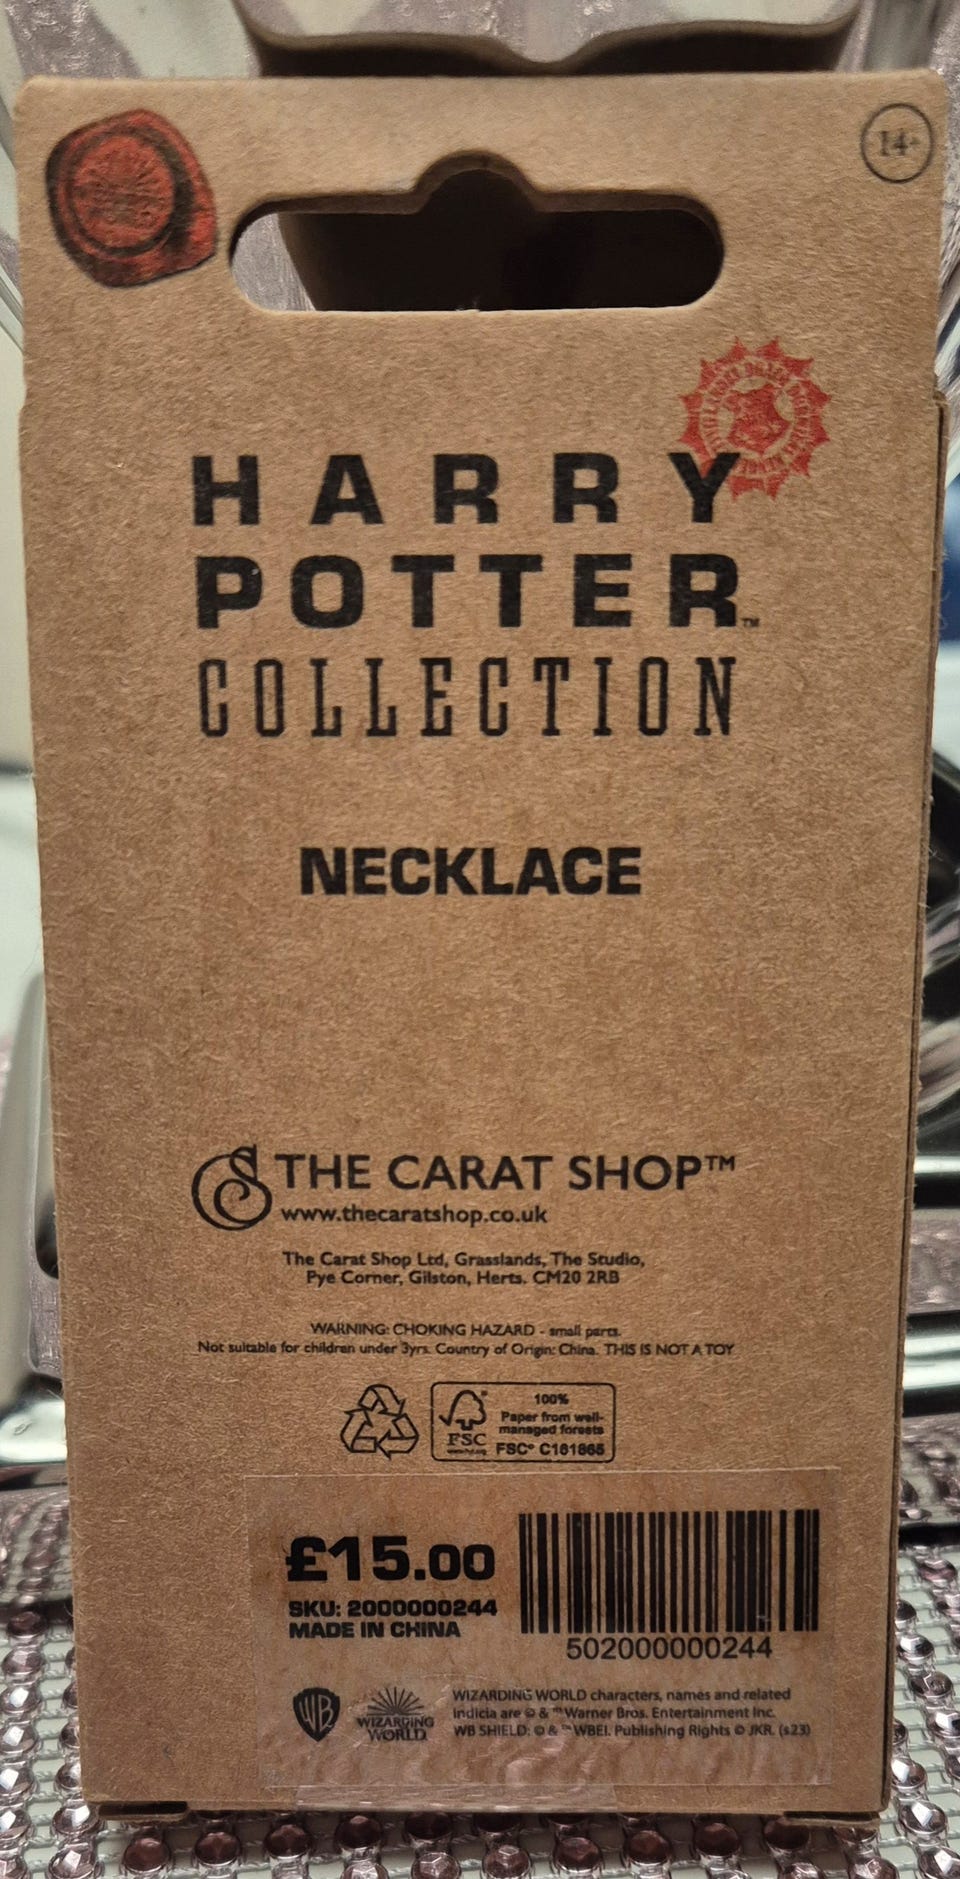 14+
HARRY
POTTER™
COLLECTION
NECKLACE
THE CARAT SHOP™
www.thecaratshop.co.uk
The Carat Shop Ltd, Grasslands, The Studio,
Pye Corner, Gilston, Herts. CM20 2RB
WARNING: CHOKING HAZARD - small parts.
Not suitable for children under 3yrs. Country of Origin: China. THIS IS NOT A TOY
FSC®
100%
Paper from well-
managed forests
FSC® C161865
£15.00
SKU: 2000000244
MADE IN CHINA
502000000244
WB
WIZARDING
WORLD
WIZARDING WORLD characters, names and related
indicia are © & ™ Warner Bros. Entertainment Inc.
WB SHIELD: © & ™ WBEI. Publishing Rights © JKR. (s23)